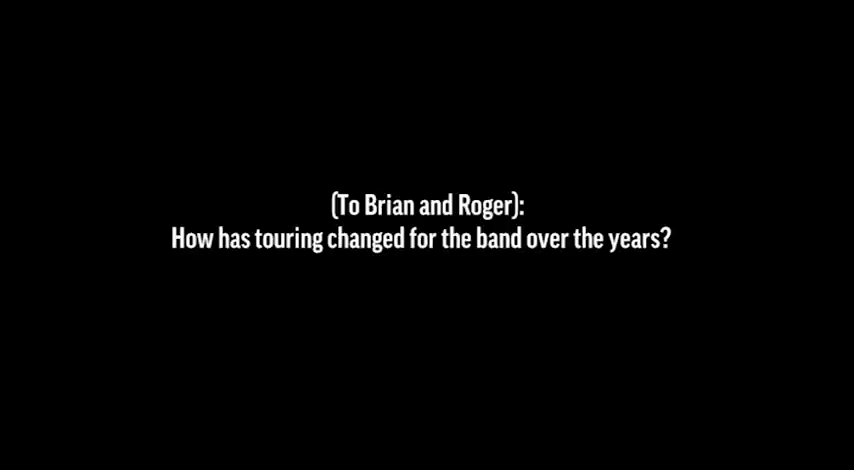 (To Brian and Roger):
How has touring changed for the band over the years?